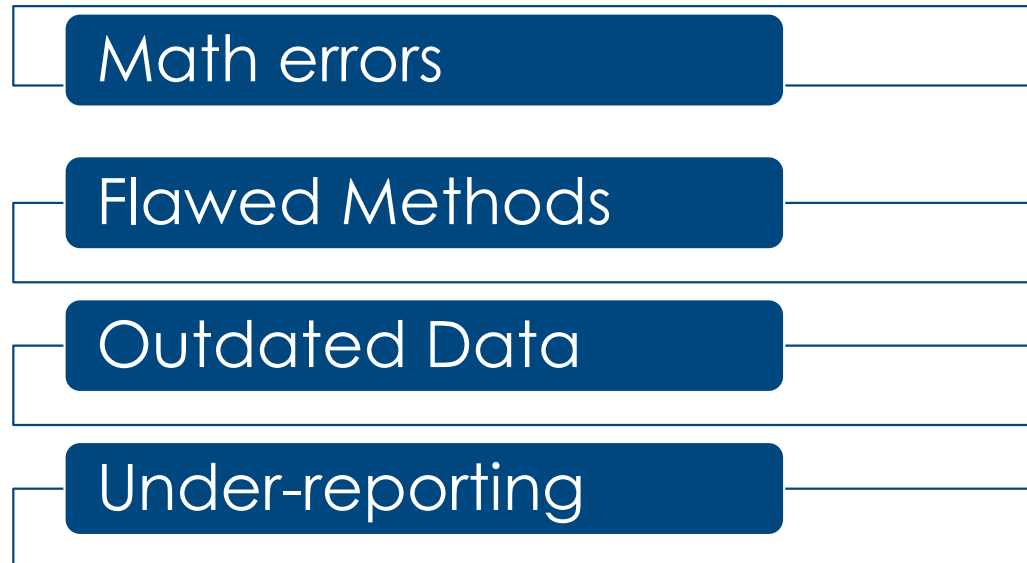 Math errors
Flawed Methods
Outdated Data
Under-reporting